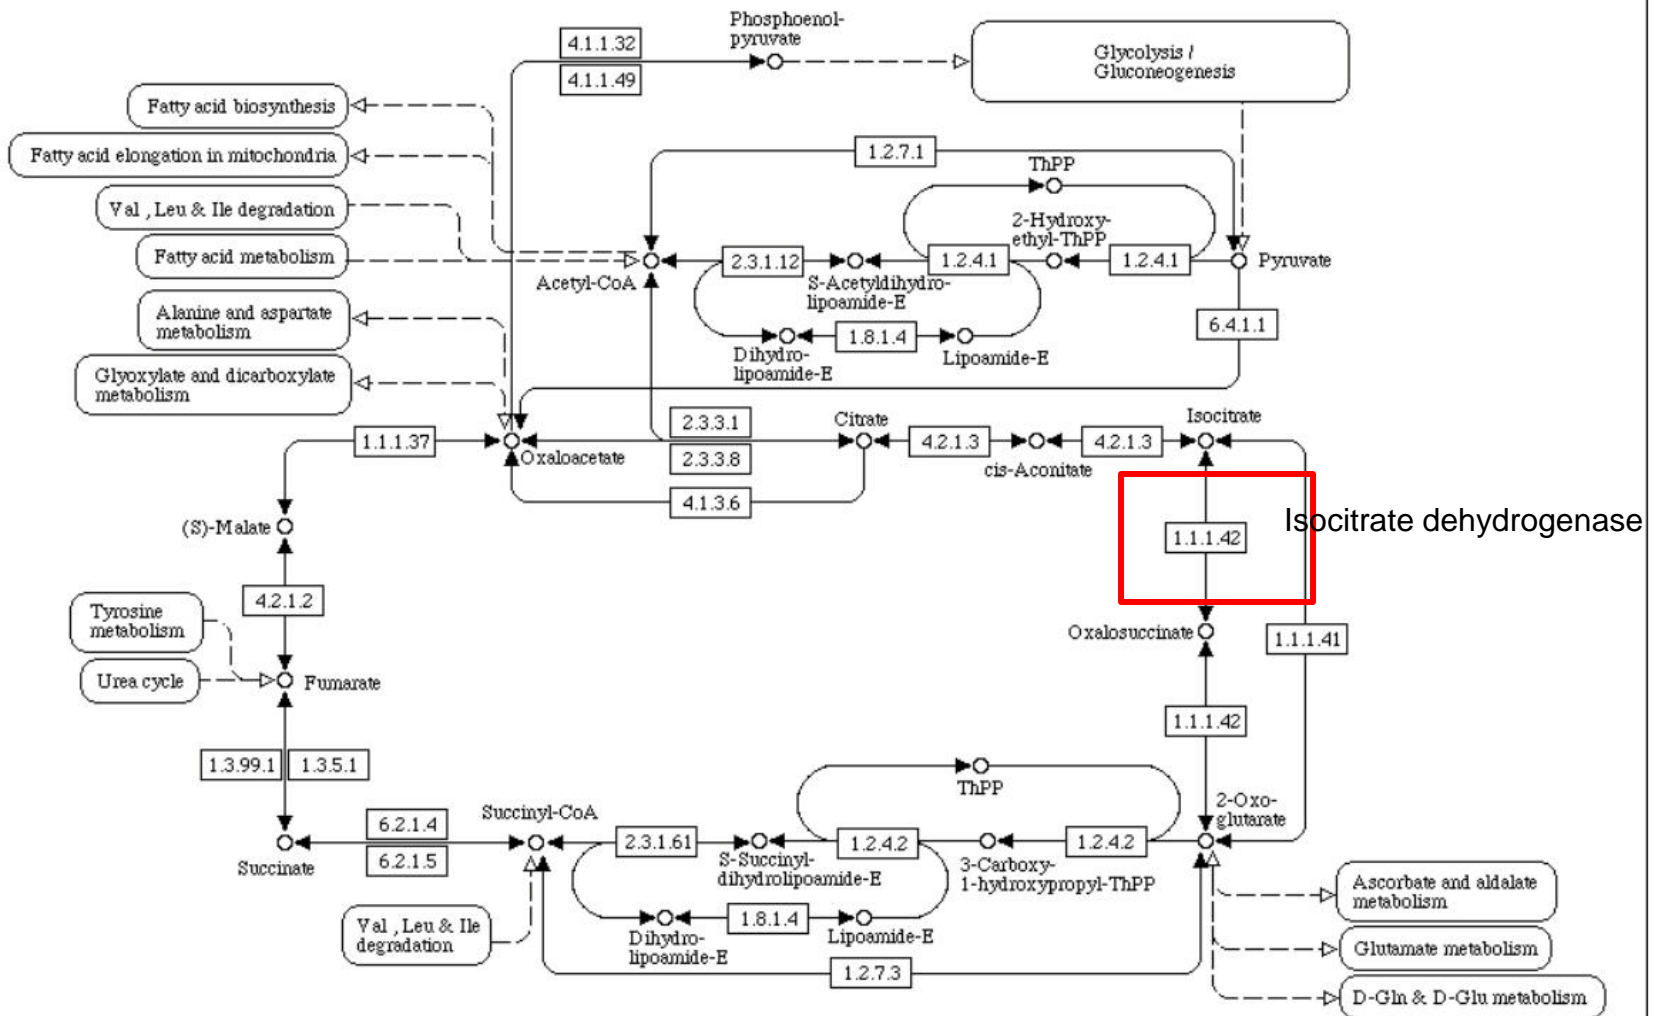 Phosphoenol-
pyruvate
4.1.1.32
4.1.1.49
Glycolysis /
Gluconeogenesis
Fatty acid biosynthesis
Fatty acid elongation in mitochondria
Val , Leu & Ile degradation
Fatty acid metabolism
1.2.7.1
ThPP
2-Hydroxy-
ethyl-ThPP
Acetyl-CoA
2.3.1.12
S-Acetyldihydro-
lipoamide-E
1.2.4.1
1.2.4.1
Pyruvate
Alanine and aspartate
metabolism
Dihydro-
lipoamide-E
1.8.1.4
Lipoamide-E
6.4.1.1
Glyoxylate and dicarboxylate
metabolism
1.1.1.37
Oxaloacetate
2.3.3.1
2.3.3.8
4.1.3.6
Citrate
4.2.1.3
cis-Aconitate
4.2.1.3
Isocitrate
(S)-Malate
1.1.1.42
Isocitrate dehydrogenase
4.2.1.2
Tyrosine
metabolism
Urea cycle
Fumarate
Oxalosuccinate
1.1.1.41
1.1.1.42
1.3.99.1
1.3.5.1
ThPP
2-Oxo-
glutarate
Succinate
6.2.1.4
6.2.1.5
Succinyl-CoA
2.3.1.61
S-Succinyl-
dihydrolipoamide-E
1.2.4.2
3-Carboxy-
1-hydroxypropyl-ThPP
1.2.4.2
Val , Leu & Ile
degradation
Dihydro-
lipoamide-E
1.8.1.4
Lipoamide-E
1.2.7.3
Ascorbate and aldalate
metabolism
Glutamate metabolism
D-Gln & D-Glu metabolism